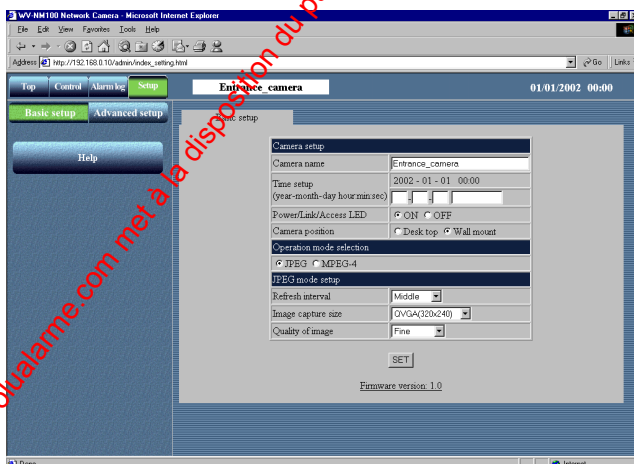 WV-NM100 Network Camera - Microsoft Internet Explorer
File Edit View Favorites Tools Help
Address http://192.168.0.10/admin/index_setting.html Go Links
Top Control Alarm log Setup Entrance_camera 01/01/2002 00:00
Basic setup Advanced setup
Basic setup
Help
Camera setup
Camera name Entrance_camera
Time setup 2002 - 01 - 01 00:00
(year-month-day hour:min:sec) - -
Power/Link/Access LED ON OFF
Camera position Desk top Wall mount
Operation mode selection
JPEG MPEG-4
JPEG mode setup
Refresh interval Middle
Image capture size QVGA(320x240)
Quality of image Fine
SET
Firmware version: 1.0
Internet
met à la disposition du